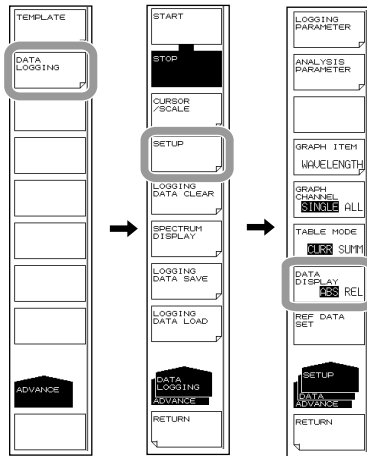 TEMPLATE
DATA
LOGGING
ADVANCE
START
STOP
CURSOR
/SCALE
SETUP
LOGGING
DATA CLEAR
SPECTRUM
DISPLAY
LOGGING
DATA SAVE
LOGGING
DATA LOAD
DATA
LOGGING
ADVANCE
RETURN
LOGGING
PARAMETER
ANALYSIS
PARAMETER
GRAPH ITEM
WAVELENGTH
GRAPH
CHANNEL
SINGLE ALL
TABLE MODE
CURR SUMM
DATA
DISPLAY
ABS REL
REF DATA
SET
SETUP
DATA
ADVANCE
RETURN